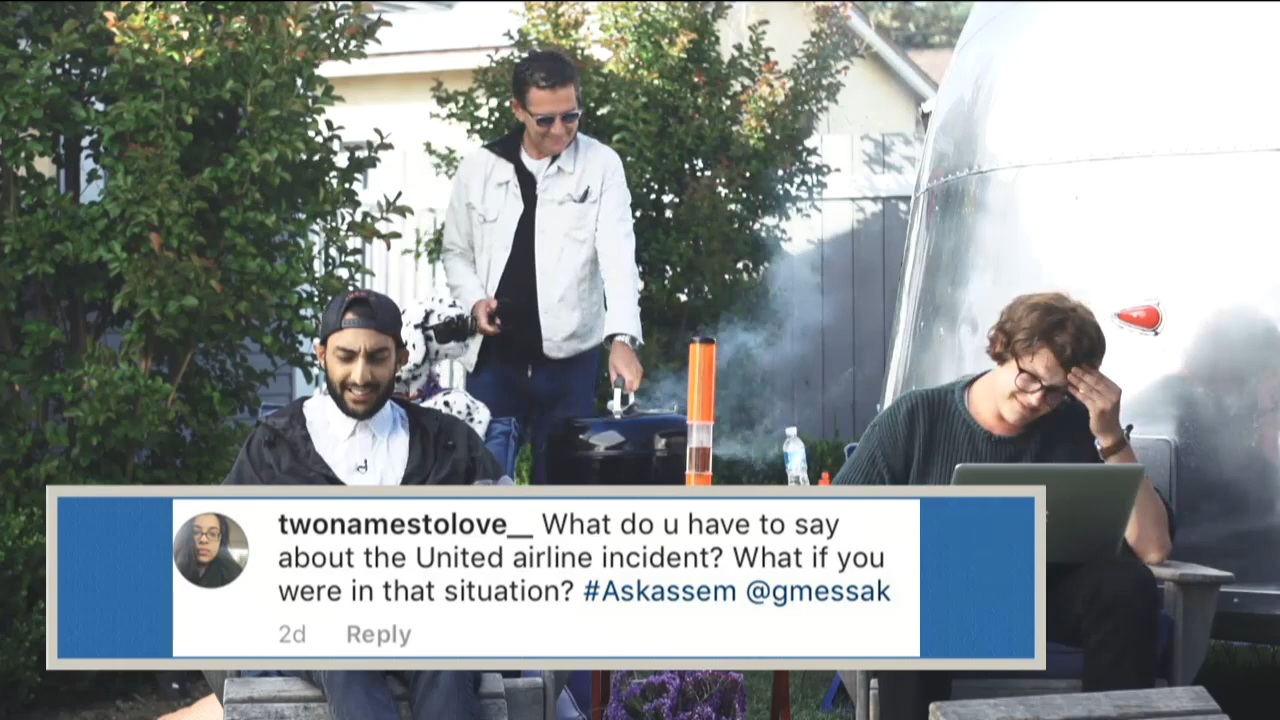 twonamestolove__ What do u have to say
about the United airline incident? What if you
were in that situation? #Askassem @gmessak
2d Reply